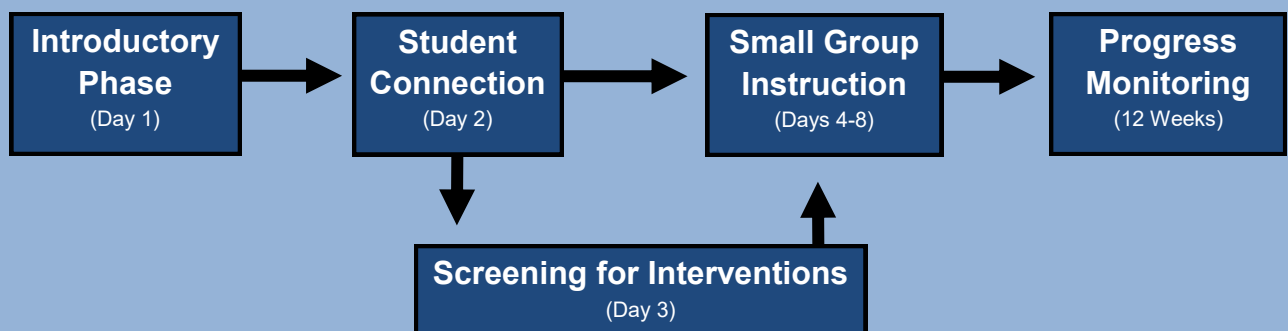 Introductory
Phase
(Day 1)
Student
Connection
(Day 2)
Small Group
Instruction
(Days 4-8)
Progress
Monitoring
(12 Weeks)
Screening for Interventions
(Day 3)